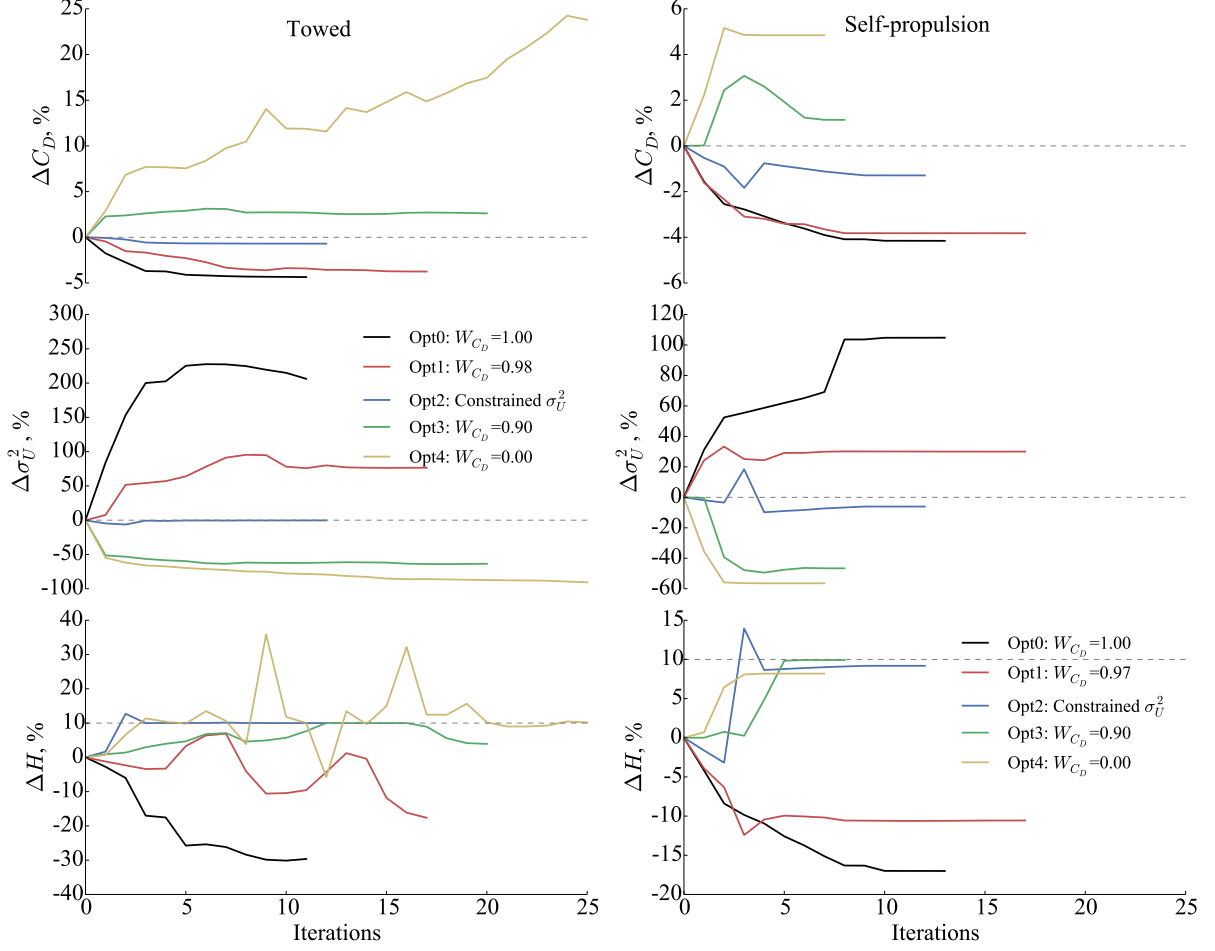 Towed
ΔC_D, %
25
20
15
10
5
0
-5
Self-propulsion
ΔC_D, %
6
4
2
0
-2
-4
-6
Δσ_U^2, %
300
250
200
150
100
50
0
-50
-100
Opt0: W_{C_D}=1.00
Opt1: W_{C_D}=0.98
Opt2: Constrained σ_U^2
Opt3: W_{C_D}=0.90
Opt4: W_{C_D}=0.00
Δσ_U^2, %
120
100
80
60
40
20
0
-20
-40
-60
ΔH, %
40
30
20
10
0
-10
-20
-30
-40
0 5 10 15 20 25
Iterations
ΔH, %
15
10
5
0
-5
-10
-15
-20
Opt0: W_{C_D}=1.00
Opt1: W_{C_D}=0.97
Opt2: Constrained σ_U^2
Opt3: W_{C_D}=0.90
Opt4: W_{C_D}=0.00
0 5 10 15 20 25
Iterations